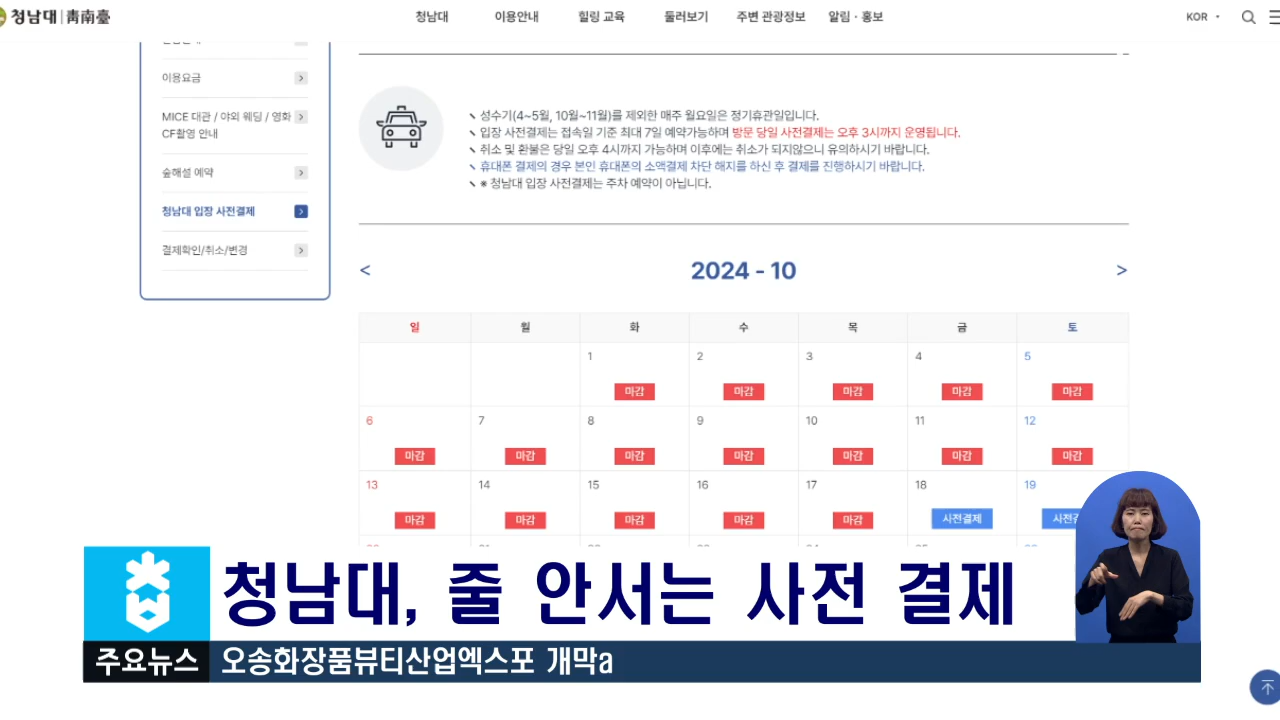 청남대 靑南臺
청남대 이용안내 힐링 교육 둘러보기 주변 관광정보 알림 · 홍보
KOR
이용요금
MICE 대관 / 야외 웨딩 / 영화
CF촬영 안내
숲해설 예약
청남대 입장 사전결제
결제확인/취소/변경
성수기(4~5월, 10월~11월)를 제외한 매주 월요일은 정기휴관일입니다.
입장 사전결제는 접속일 기준 최대 7일 예약가능하며 방문 당일 사전결제는 오후 3시까지 운영됩니다.
취소 및 환불은 당일 오후 4시까지 가능하며 이후에는 취소가 되지않으니 유의하시기 바랍니다.
휴대폰 결제의 경우 본인 휴대폰의 소액결제 차단 해지를 하신 후 결제를 진행하시기 바랍니다.
※ 청남대 입장 사전결제는 주차 예약이 아닙니다.
< 2024 - 10 >
일 월 화 수 목 금 토
1 2 3 4 5
마감 마감 마감 마감 마감
6 7 8 9 10 11 12
마감 마감 마감 마감 마감 마감 마감
13 14 15 16 17 18 19
마감 마감 마감 마감 마감 사전결제
청남대, 줄 안서는 사전 결제
주요뉴스 오송화장품뷰티산업엑스포 개막a